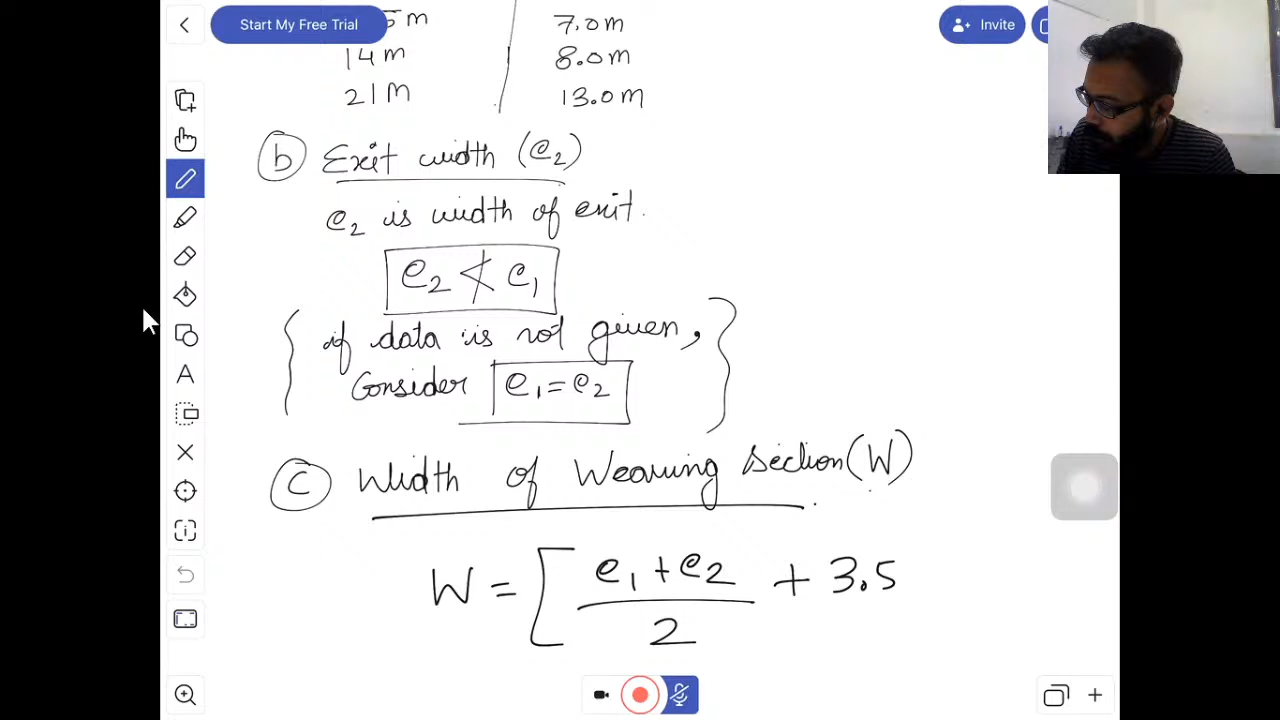 Start My Free Trial
Invite
5 m 7.0 m
14 m 8.0 m
21 m 13.0 m
b Exit width (e2)
e2 is width of exit.
e2 ≮ e1
{ if data is not given, }
Consider e1 = e2
c Width of Weaving section (W)
W = [ e1 + e2 / 2 + 3.5